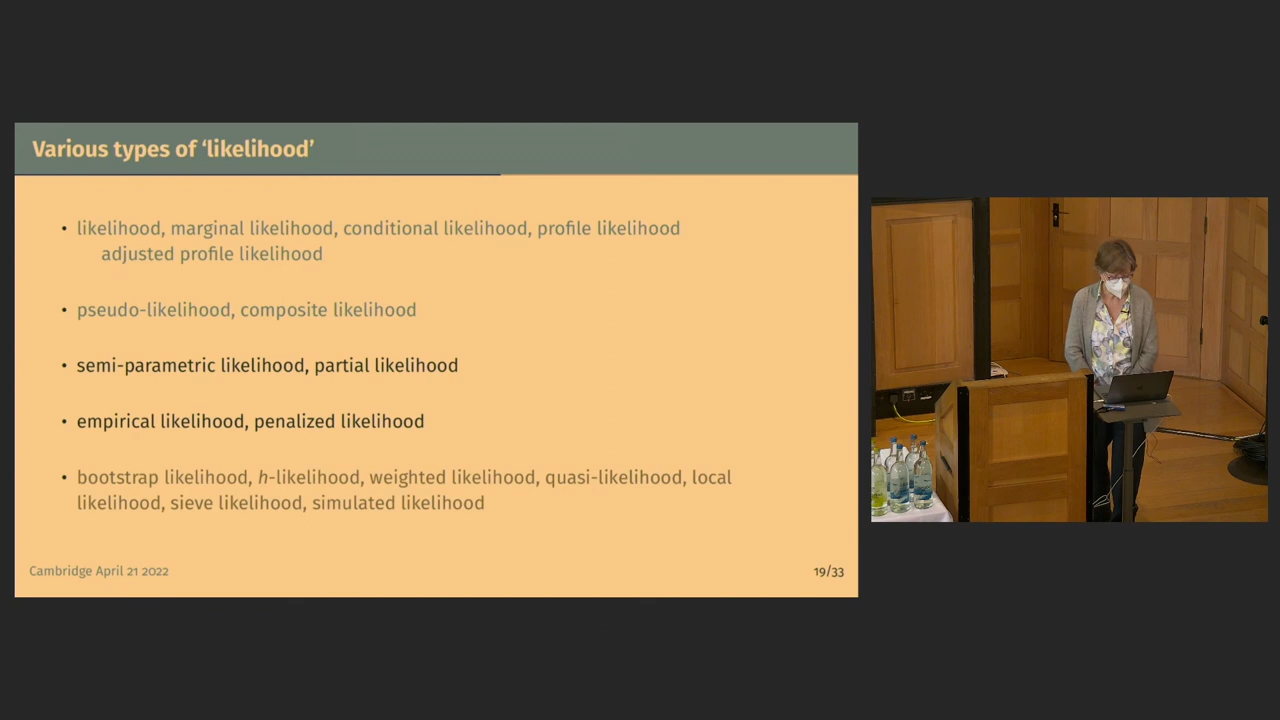 Various types of ‘likelihood’
• likelihood, marginal likelihood, conditional likelihood, profile likelihood
adjusted profile likelihood
• pseudo-likelihood, composite likelihood
• semi-parametric likelihood, partial likelihood
• empirical likelihood, penalized likelihood
• bootstrap likelihood, h-likelihood, weighted likelihood, quasi-likelihood, local
likelihood, sieve likelihood, simulated likelihood
Cambridge April 21 2022
19/33